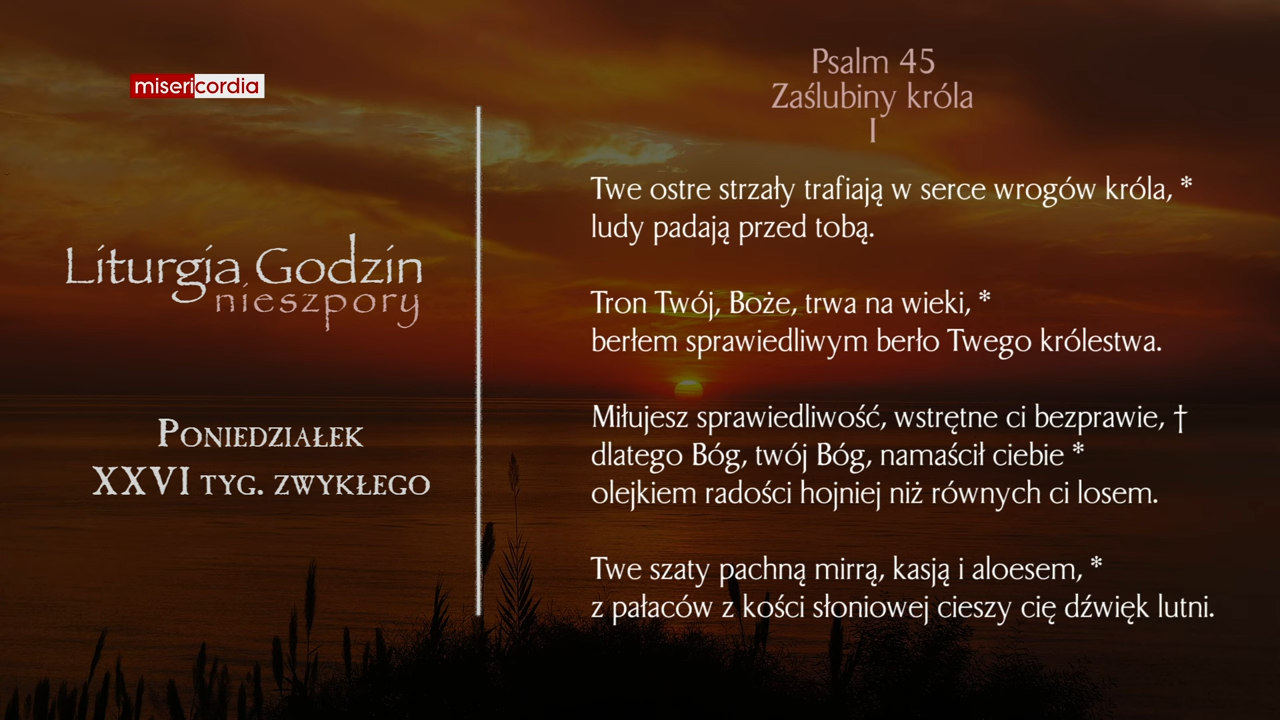 misericordia
Liturgia Godzin
nieszpory
Poniedziałek
XXVI tyg. zwykłego
Psalm 45
Zaślubiny króla
I
Twe ostre strzały trafiają w serce wrogów króla, *
ludy padają przed tobą.
Tron Twój, Boże, trwa na wieki, *
berłem sprawiedliwym berło Twego królestwa.
Miłujesz sprawiedliwość, wstrętne ci bezprawie, †
dlatego Bóg, twój Bóg, namaścił ciebie *
olejkiem radości hojniej niż równych ci losem.
Twe szaty pachną mirrą, kasją i aloesem, *
z pałaców z kości słoniowej cieszy cię dźwięk lutni.